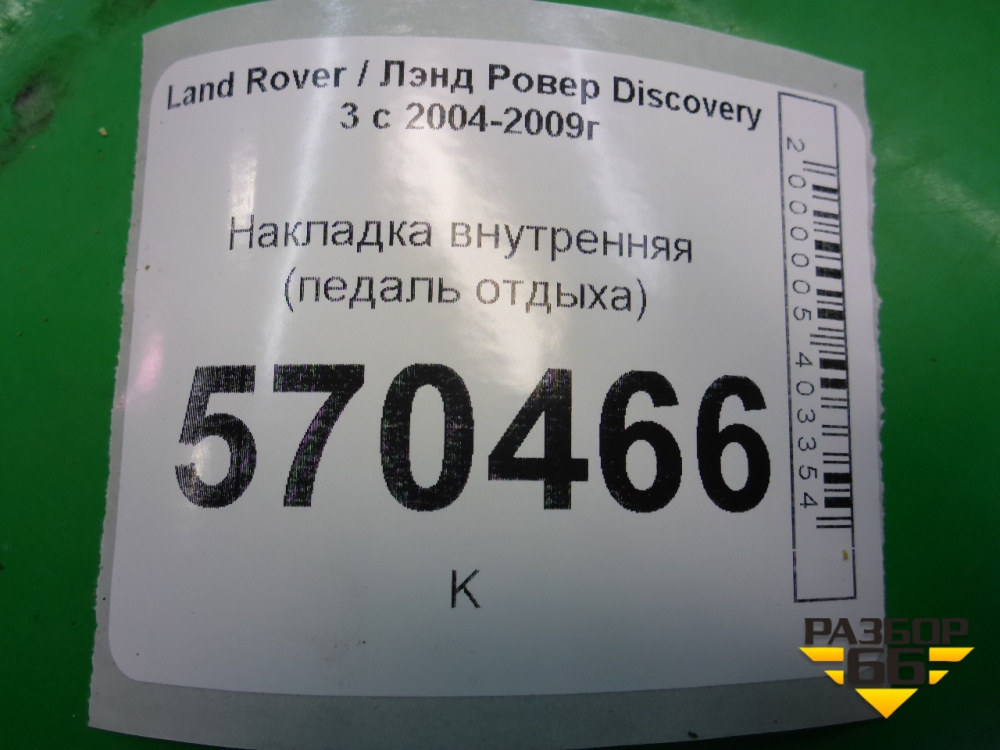 Land Rover / Лэнд Ровер Discovery
3 с 2004-2009г
Накладка внутренняя
(педаль отдыха)
570466
К
2000005403354
РАЗБОР
66